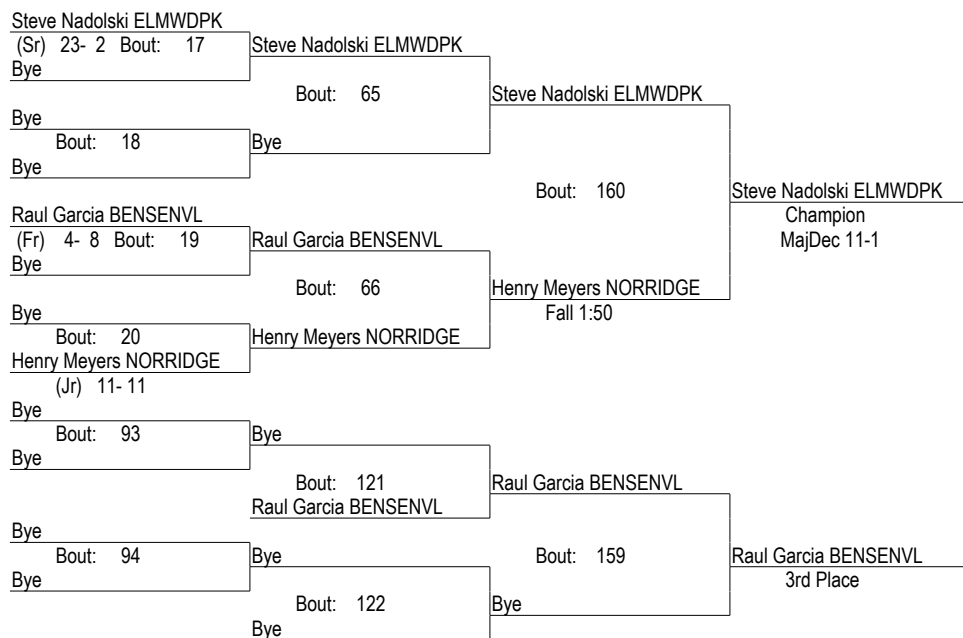 Steve Nadolski ELMWDPK
(Sr) 23- 2 Bout: 17 Steve Nadolski ELMWDPK
Bye
Bout: 65 Steve Nadolski ELMWDPK
Bye
Bout: 18 Bye
Bye
Bout: 160 Steve Nadolski ELMWDPK
Raul Garcia BENSENVL Champion
(Fr) 4- 8 Bout: 19 Raul Garcia BENSENVL MajDec 11-1
Bye
Bout: 66 Henry Meyers NORRIDGE
Bye Fall 1:50
Bout: 20 Henry Meyers NORRIDGE
Henry Meyers NORRIDGE
(Jr) 11- 11
Bye
Bout: 93 Bye
Bye
Bout: 121 Raul Garcia BENSENVL
Raul Garcia BENSENVL
Bye
Bout: 94 Bye Bout: 159 Raul Garcia BENSENVL
Bye 3rd Place
Bout: 122 Bye
Bye